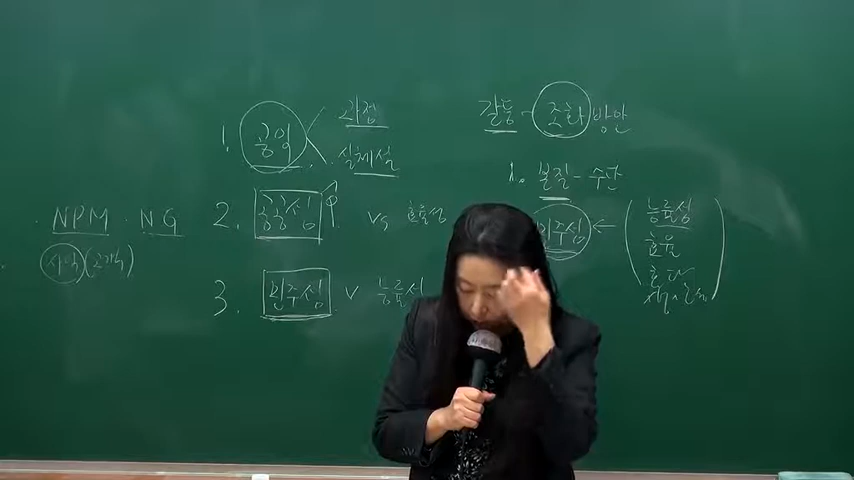 1. 공익 과정
실체설
갈등 - 조화 방안
1. 본질 - 수단
NPM · NG
2. 공공성 vs 효율성
민주성 ← 능률성
효율
시장
3. 민주성 v 능률성